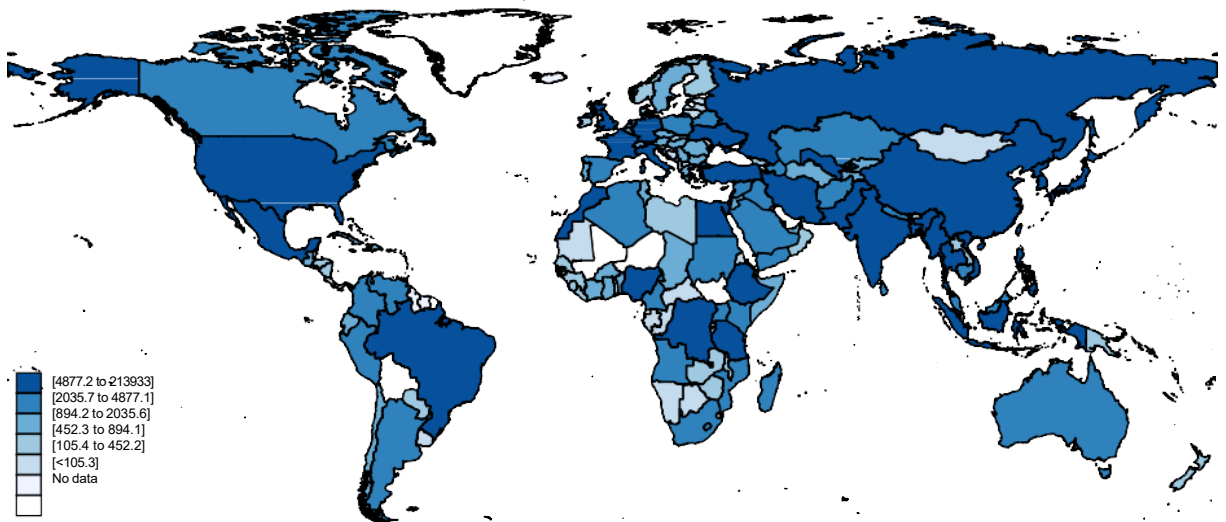 [4877.2 to 213933]
[2035.7 to 4877.1]
[894.2 to 2035.6]
[452.3 to 894.1]
[105.4 to 452.2]
[<105.3]
No data